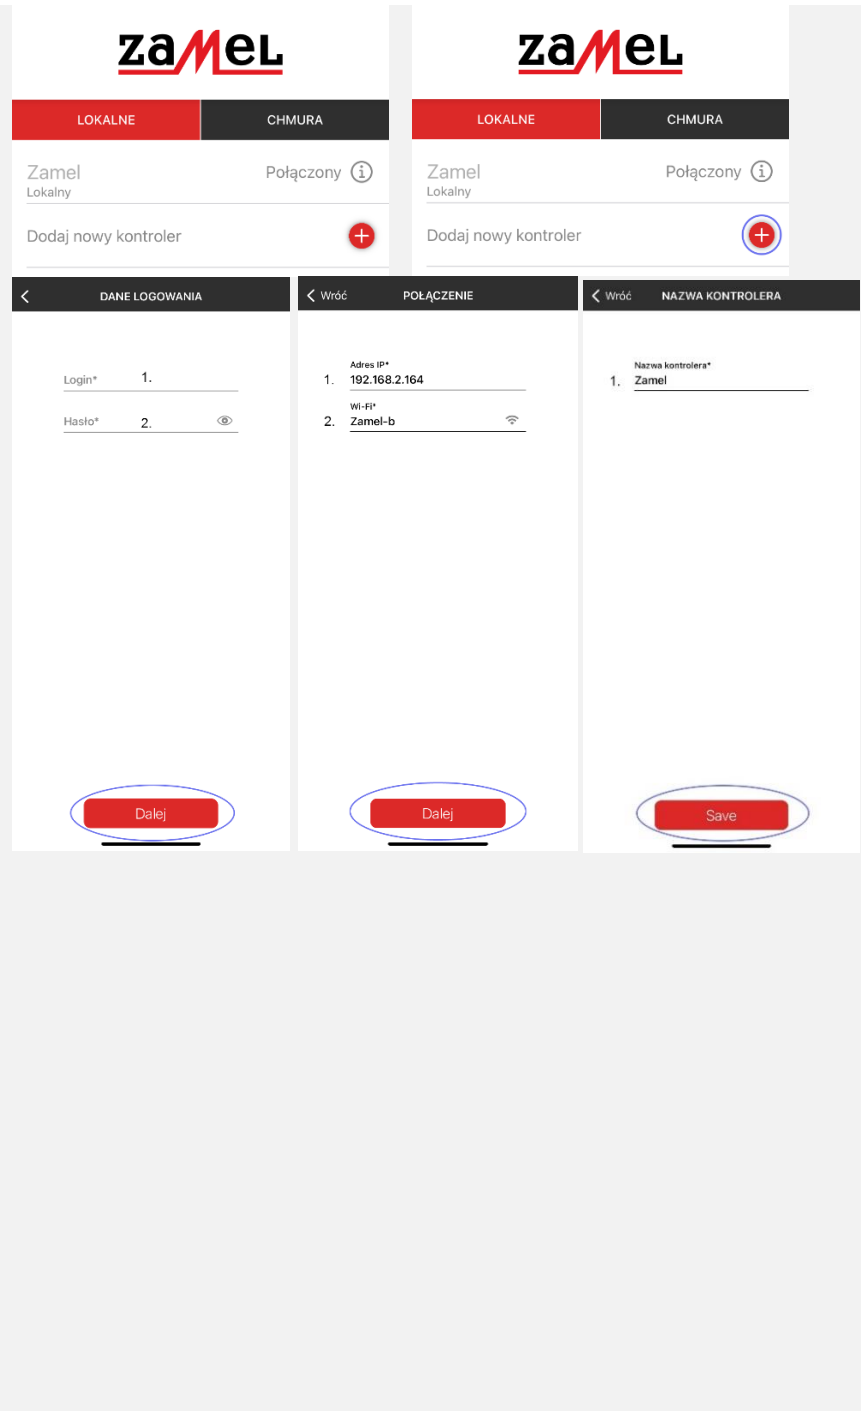 zaMeL
LOKALNE
CHMURA
Zamel
Lokalny
Połączony
Dodaj nowy kontroler
zaMeL
LOKALNE
CHMURA
Zamel
Lokalny
Połączony
Dodaj nowy kontroler
DANE LOGOWANIA
Login*
1.
Hasło*
2.
Dalej
Wróć
POŁĄCZENIE
Adres IP*
1. 192.168.2.164
Wi-Fi*
2. Zamel-b
Dalej
Wróć
NAZWA KONTROLERA
Nazwa kontrolera*
1. Zamel
Save